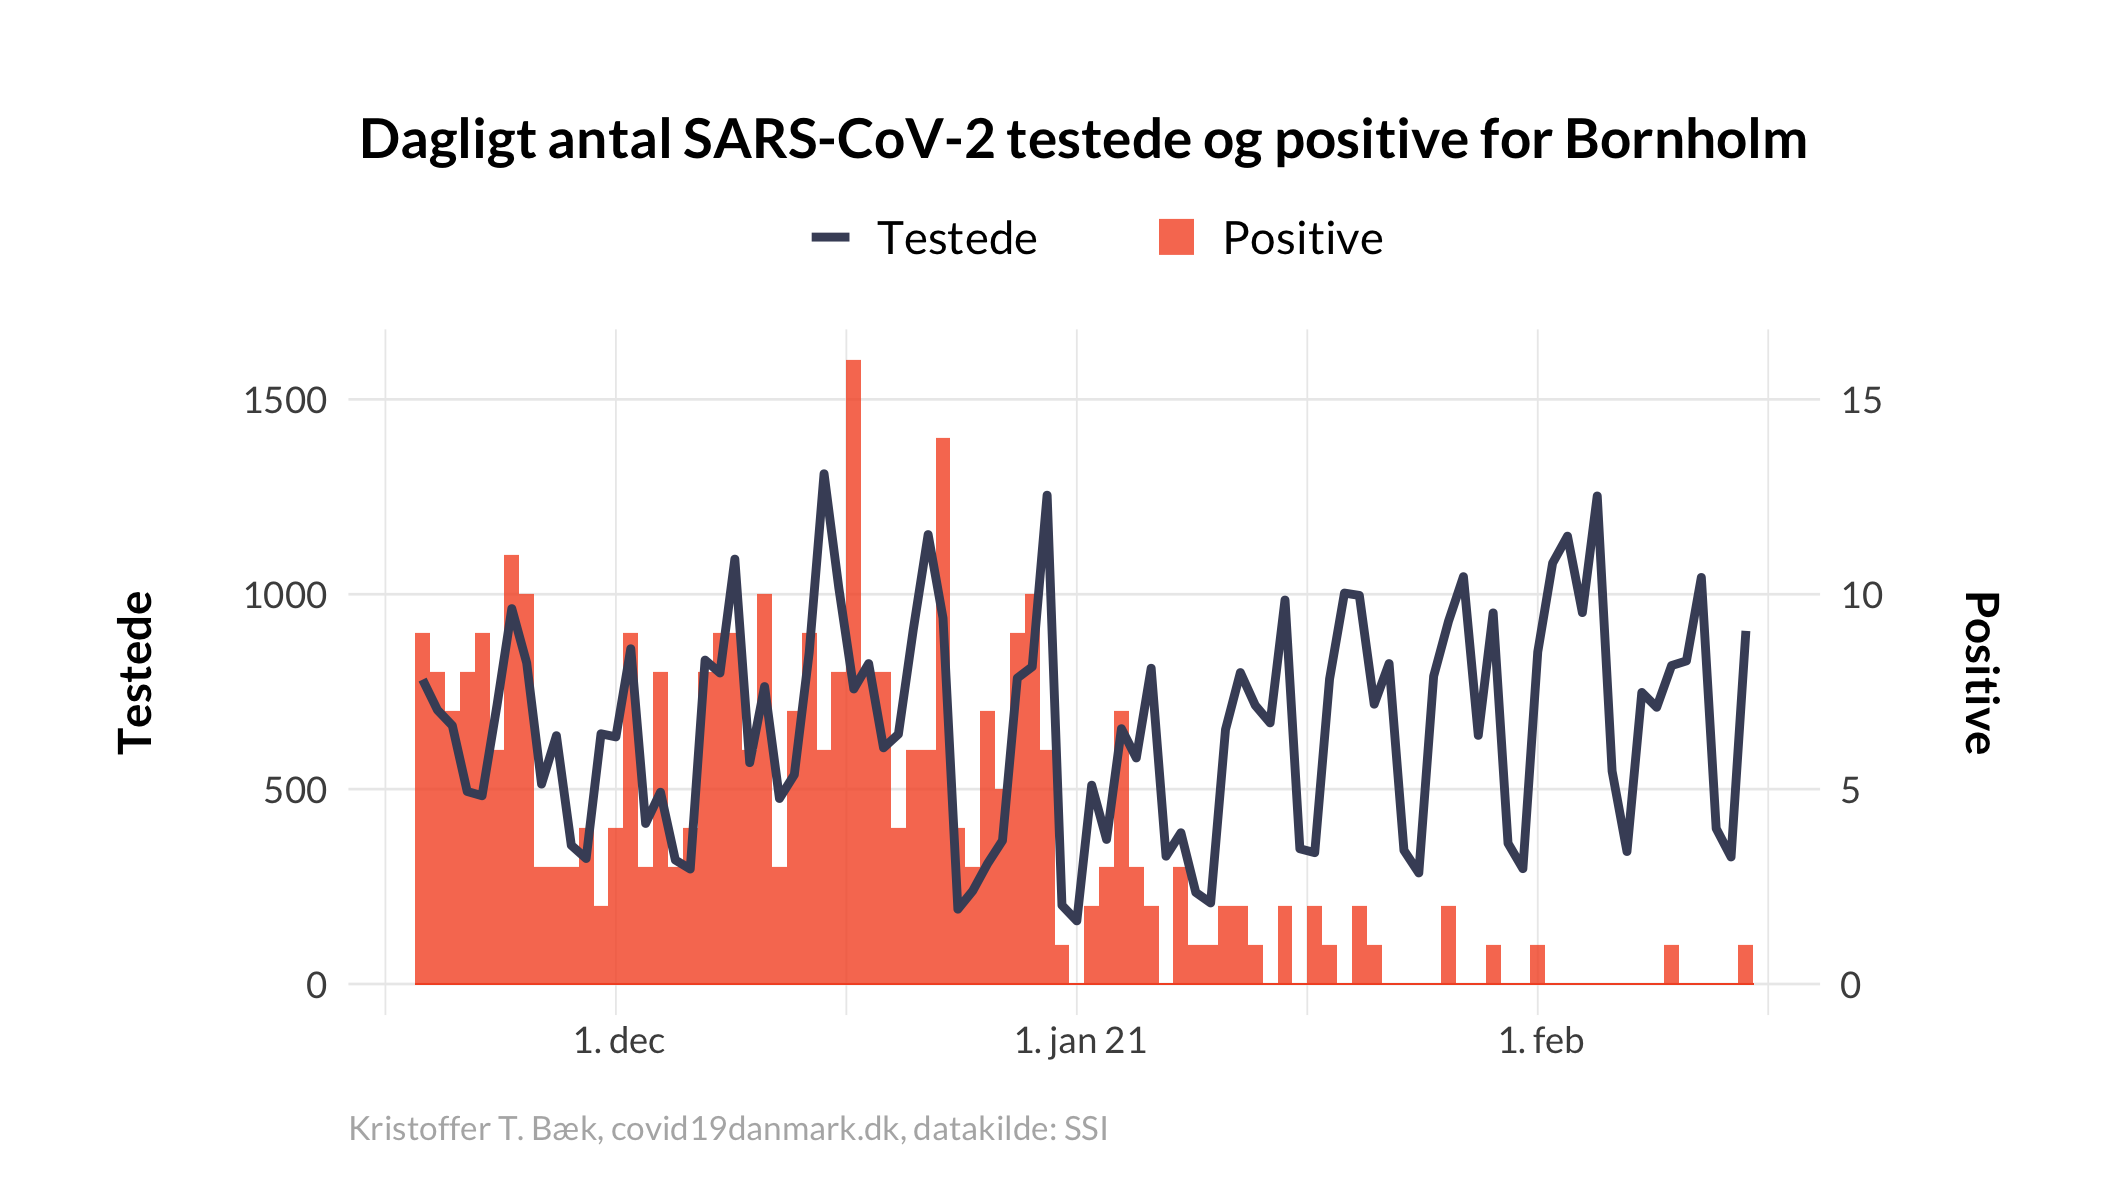 Dagligt antal SARS-CoV-2 testede og positive for Bornholm
Testede
Positive
1500
1000
500
0
Testede
15
10
5
0
Positive
1. dec
1. jan 21
1. feb
Kristoffer T. Bæk, covid19danmark.dk, datakilde: SSI